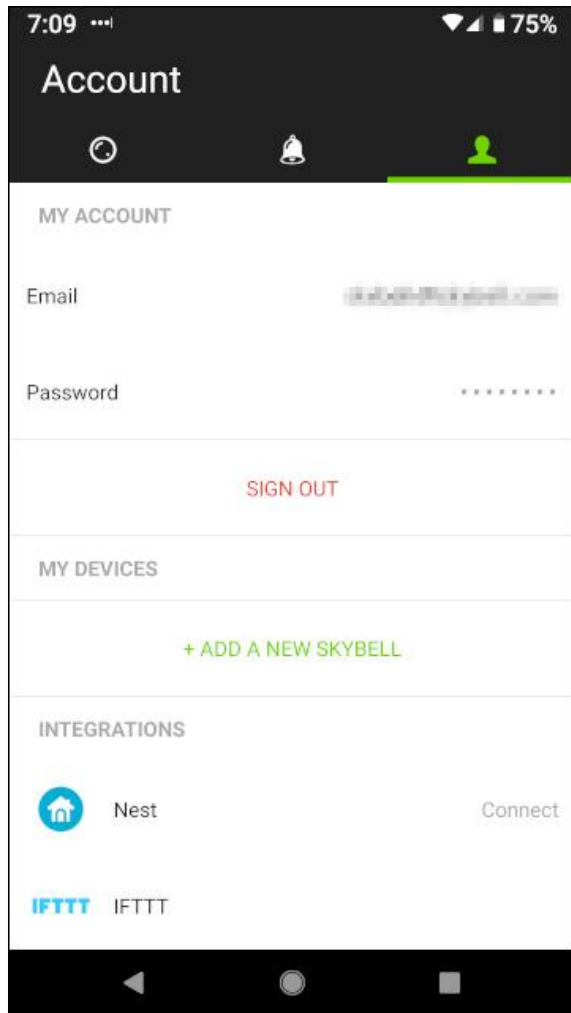 7:09 75%
Account
MY ACCOUNT
Email
Password ········
SIGN OUT
MY DEVICES
+ ADD A NEW SKYBELL
INTEGRATIONS
Nest Connect
IFTTT IFTTT